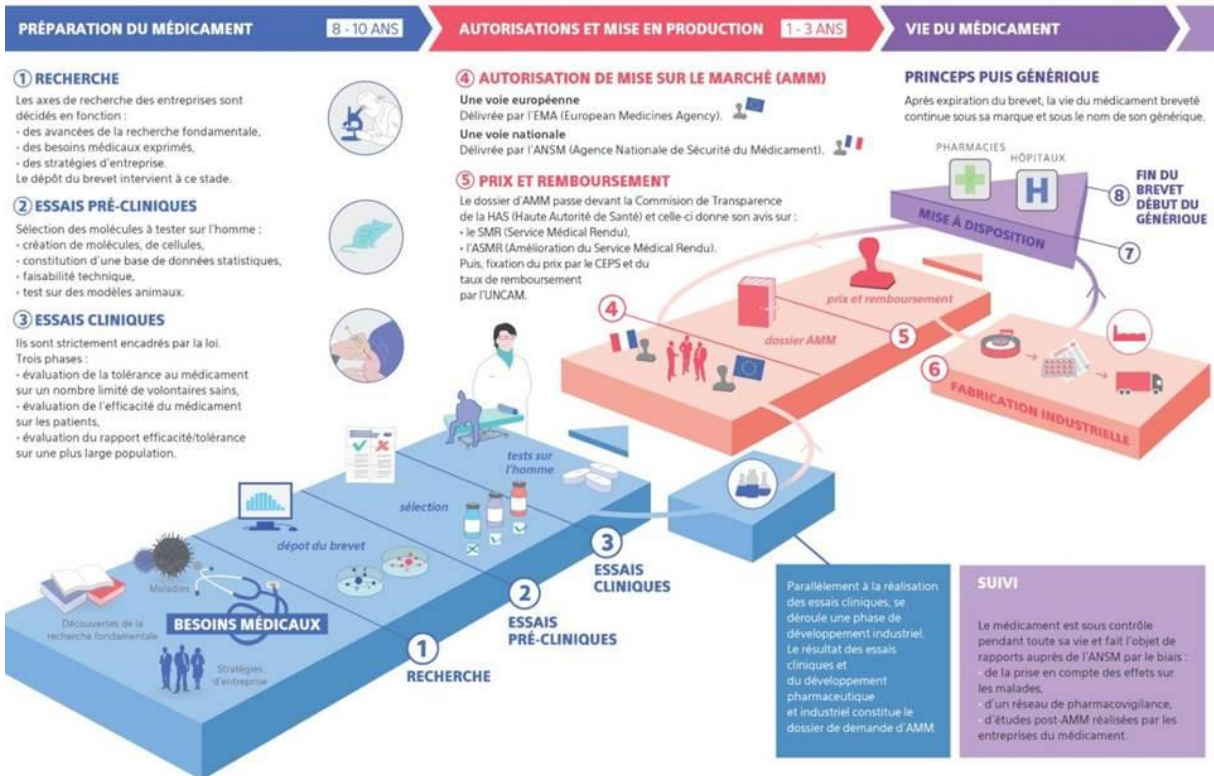 PRÉPARATION DU MÉDICAMENT
8 - 10 ANS
AUTORISATIONS ET MISE EN PRODUCTION
1 - 3 ANS
VIE DU MÉDICAMENT
1 RECHERCHE
Les axes de recherche des entreprises sont
décidés en fonction :
• des avancées de la recherche fondamentale,
• des besoins médicaux exprimés,
• des stratégies d'entreprise.
Le dépôt du brevet intervient à ce stade.
2 ESSAIS PRÉ-CLINIQUES
Sélection des molécules à tester sur l'homme :
• création de molécules, de cellules,
• constitution d'une base de données statistiques,
• faisabilité technique,
• test sur des modèles animaux.
3 ESSAIS CLINIQUES
Ils sont strictement encadrés par la loi.
Trois phases :
• évaluation de la tolérance au médicament
sur un nombre limité de volontaires sains,
• évaluation de l'efficacité du médicament
sur les patients,
• évaluation du rapport efficacité/tolérance
sur une plus large population.
4 AUTORISATION DE MISE SUR LE MARCHÉ (AMM)
Une voie européenne
Délivrée par l'EMA (European Medicines Agency).
Une voie nationale
Délivrée par l'ANSM (Agence Nationale de Sécurité du Médicament).
5 PRIX ET REMBOURSEMENT
Le dossier d'AMM passe devant la Commision de Transparence
de la HAS (Haute Autorité de Santé) et celle-ci donne son avis sur :
• le SMR (Service Médical Rendu),
• l'ASMR (Amélioration du Service Médical Rendu).
Puis, fixation du prix par le CEPS et du
taux de remboursement
par l'UNCAM.
PRINCEPS PUIS GÉNÉRIQUE
Après expiration du brevet, la vie du médicament breveté
continue sous sa marque et sous le nom de son générique.
PHARMACIES
HÔPITAUX
H
8
FIN DU
BREVET
DÉBUT DU
GÉNÉRIQUE
MISE À DISPOSITION
7
prix et remboursement
4
5
dossier AMM
6
FABRICATION INDUSTRIELLE
tests sur
l'homme
sélection
dépot du brevet
3
ESSAIS
CLINIQUES
2
ESSAIS
PRÉ-CLINIQUES
1
RECHERCHE
Maladies
Découvertes de la
recherche fondamentale
BESOINS MÉDICAUX
Stratégies
d'entreprise
Parallèlement à la réalisation
des essais cliniques, se
déroule une phase de
développement industriel.
Le résultat des essais
cliniques et
du développement
pharmaceutique
et industriel constitue le
dossier de demande d'AMM.
SUIVI
Le médicament est sous contrôle
pendant toute sa vie et fait l'objet de
rapports auprès de l'ANSM par le biais :
• de la prise en compte des effets sur
les malades,
• d'un réseau de pharmacovigilance,
• d'études post-AMM réalisées par les
entreprises du médicament.